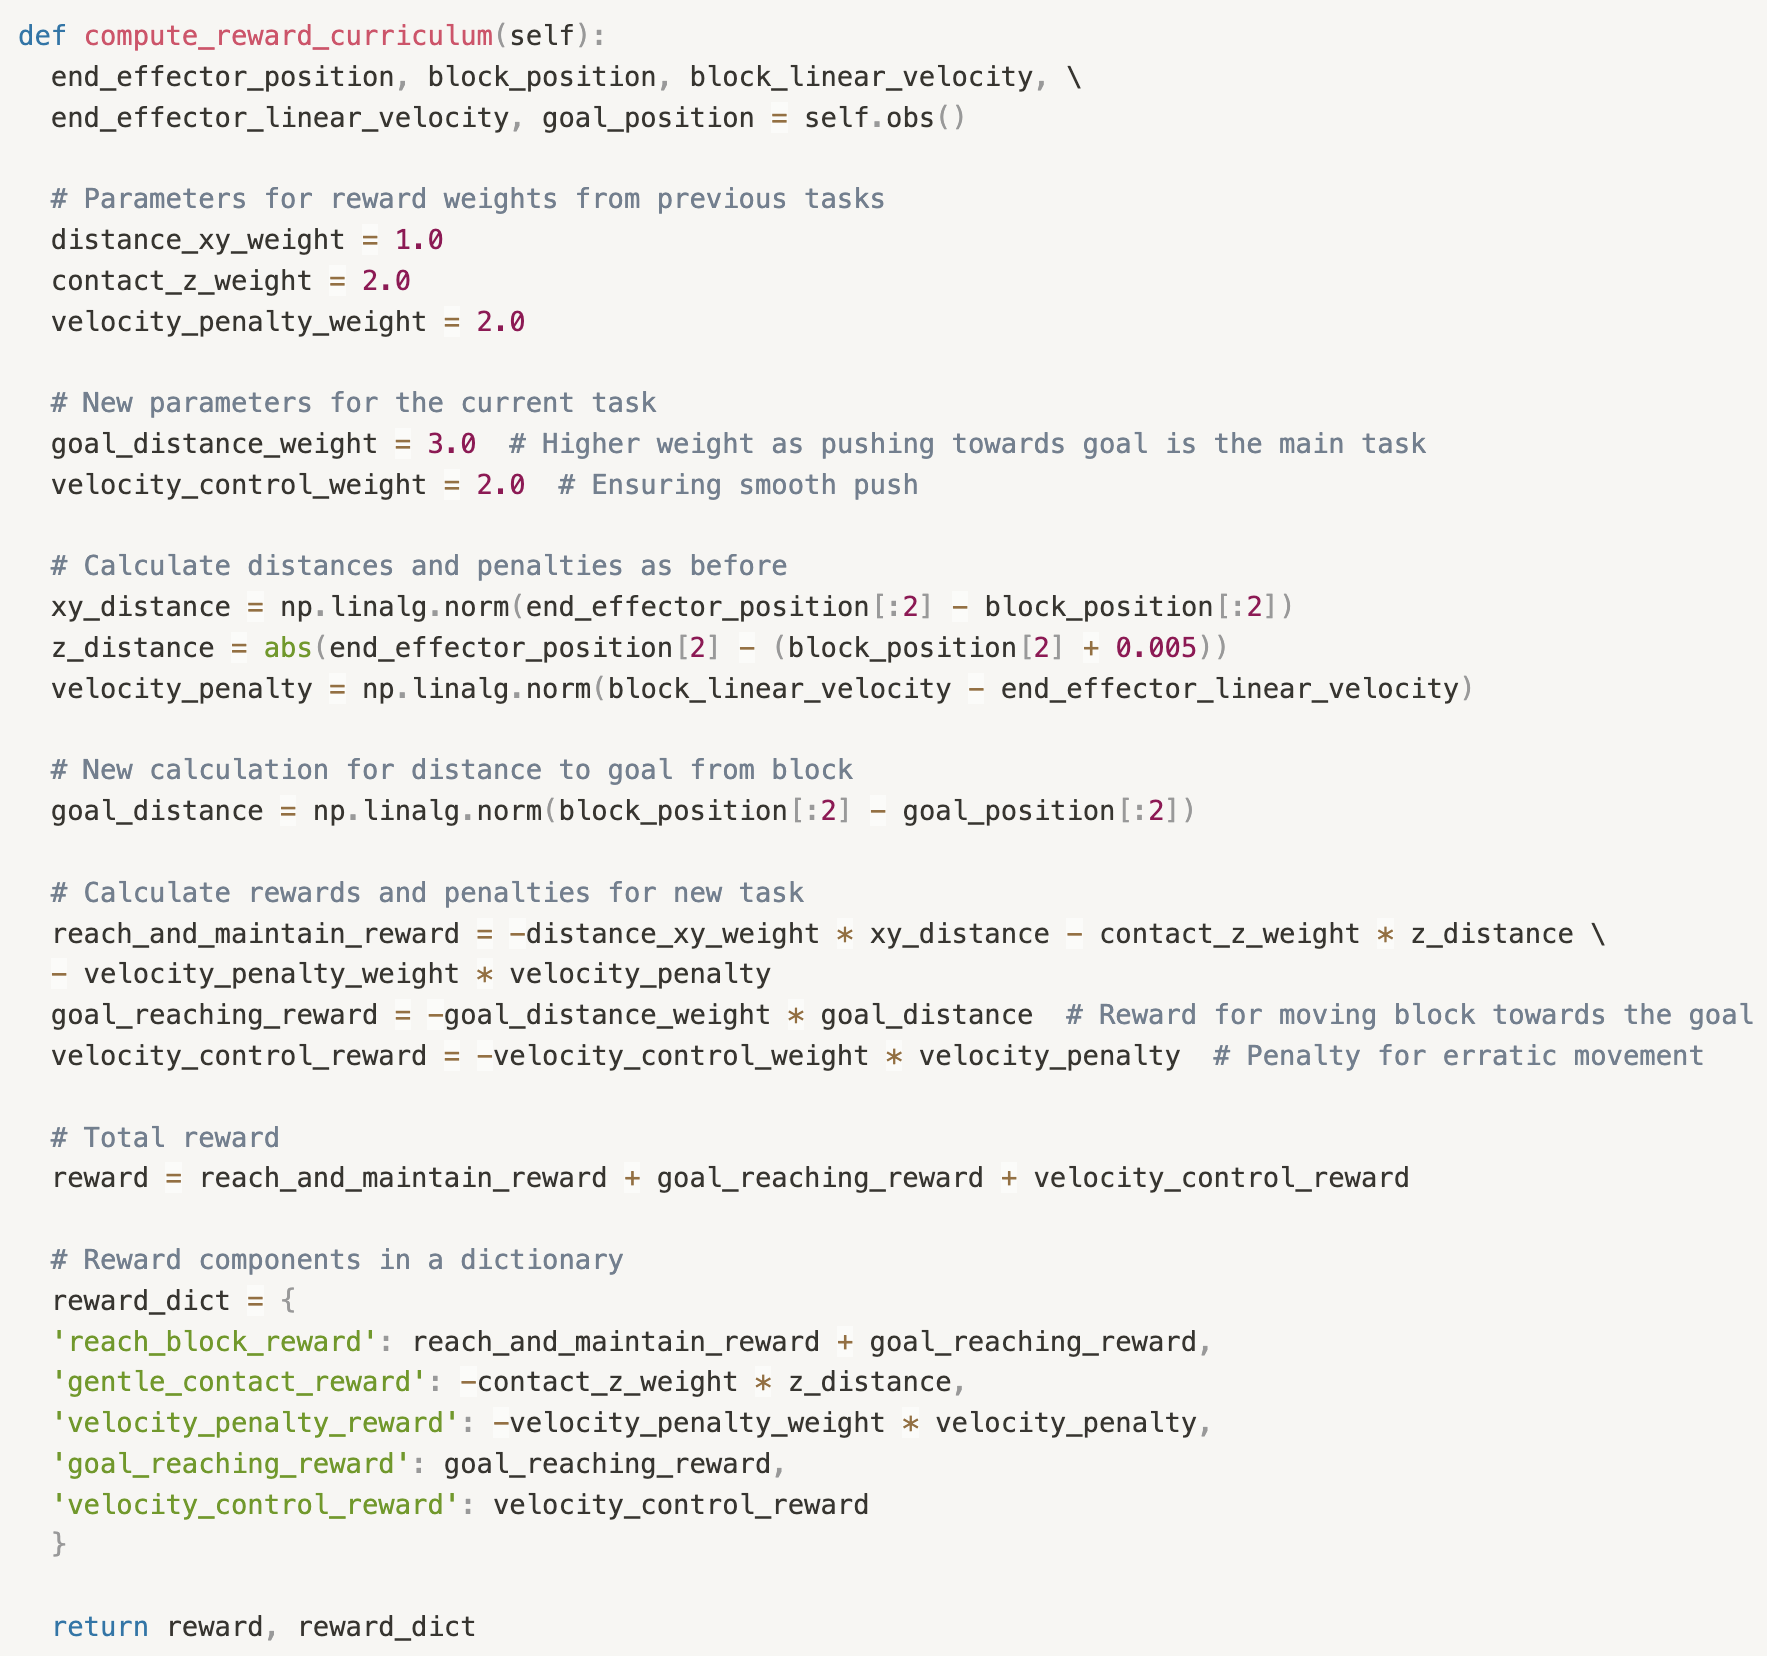 def compute_reward_curriculum(self):
  end_effector_position, block_position, block_linear_velocity, \
  end_effector_linear_velocity, goal_position = self.obs()

  # Parameters for reward weights from previous tasks
  distance_xy_weight = 1.0
  contact_z_weight = 2.0
  velocity_penalty_weight = 2.0

  # New parameters for the current task
  goal_distance_weight = 3.0  # Higher weight as pushing towards goal is the main task
  velocity_control_weight = 2.0  # Ensuring smooth push

  # Calculate distances and penalties as before
  xy_distance = np.linalg.norm(end_effector_position[:2] - block_position[:2])
  z_distance = abs(end_effector_position[2] - (block_position[2] + 0.005))
  velocity_penalty = np.linalg.norm(block_linear_velocity - end_effector_linear_velocity)

  # New calculation for distance to goal from block
  goal_distance = np.linalg.norm(block_position[:2] - goal_position[:2])

  # Calculate rewards and penalties for new task
  reach_and_maintain_reward = -distance_xy_weight * xy_distance - contact_z_weight * z_distance \
  - velocity_penalty_weight * velocity_penalty
  goal_reaching_reward = -goal_distance_weight * goal_distance  # Reward for moving block towards the goal
  velocity_control_reward = -velocity_control_weight * velocity_penalty  # Penalty for erratic movement

  # Total reward
  reward = reach_and_maintain_reward + goal_reaching_reward + velocity_control_reward

  # Reward components in a dictionary
  reward_dict = {
  'reach_block_reward': reach_and_maintain_reward + goal_reaching_reward,
  'gentle_contact_reward': -contact_z_weight * z_distance,
  'velocity_penalty_reward': -velocity_penalty_weight * velocity_penalty,
  'goal_reaching_reward': goal_reaching_reward,
  'velocity_control_reward': velocity_control_reward
  }

  return reward, reward_dict